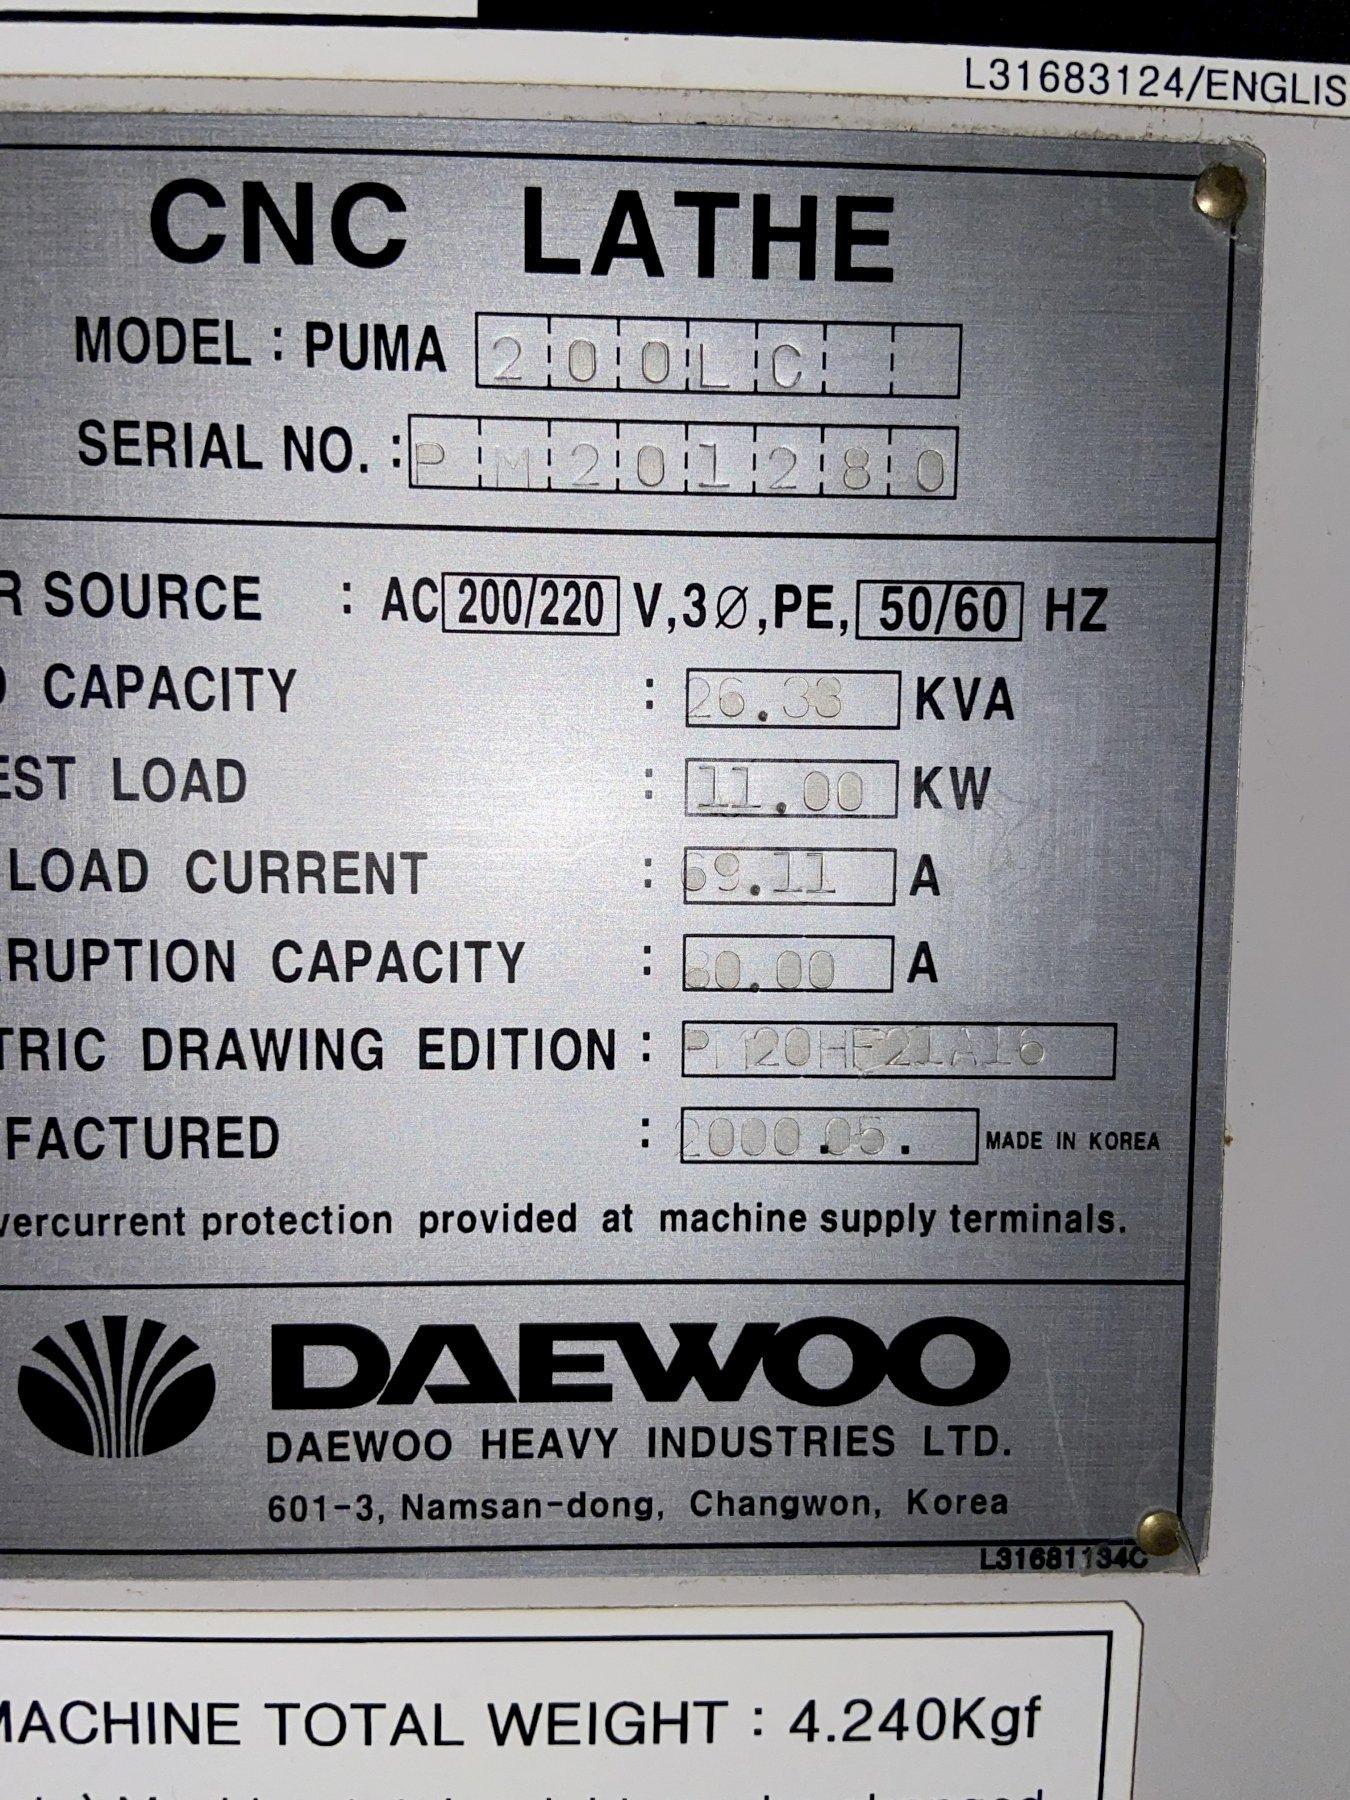 L31683124/ENGLIS
CNC LATHE
MODEL : PUMA 200LC
SERIAL NO. : PM201280
R SOURCE : AC 200/220 V,3Ø,PE, 50/60 HZ
CAPACITY : 26.33 KVA
EST LOAD : 11.00 KW
LOAD CURRENT : 69.11 A
RUPTION CAPACITY : A
TRIC DRAWING EDITION : PM20HE21A16
FACTURED : 2000.05. MADE IN KOREA
vercurrent protection provided at machine supply terminals.
DAEWOO
DAEWOO HEAVY INDUSTRIES LTD.
601-3, Namsan-dong, Changwon, Korea
L31681134C
MACHINE TOTAL WEIGHT : 4.240Kgf